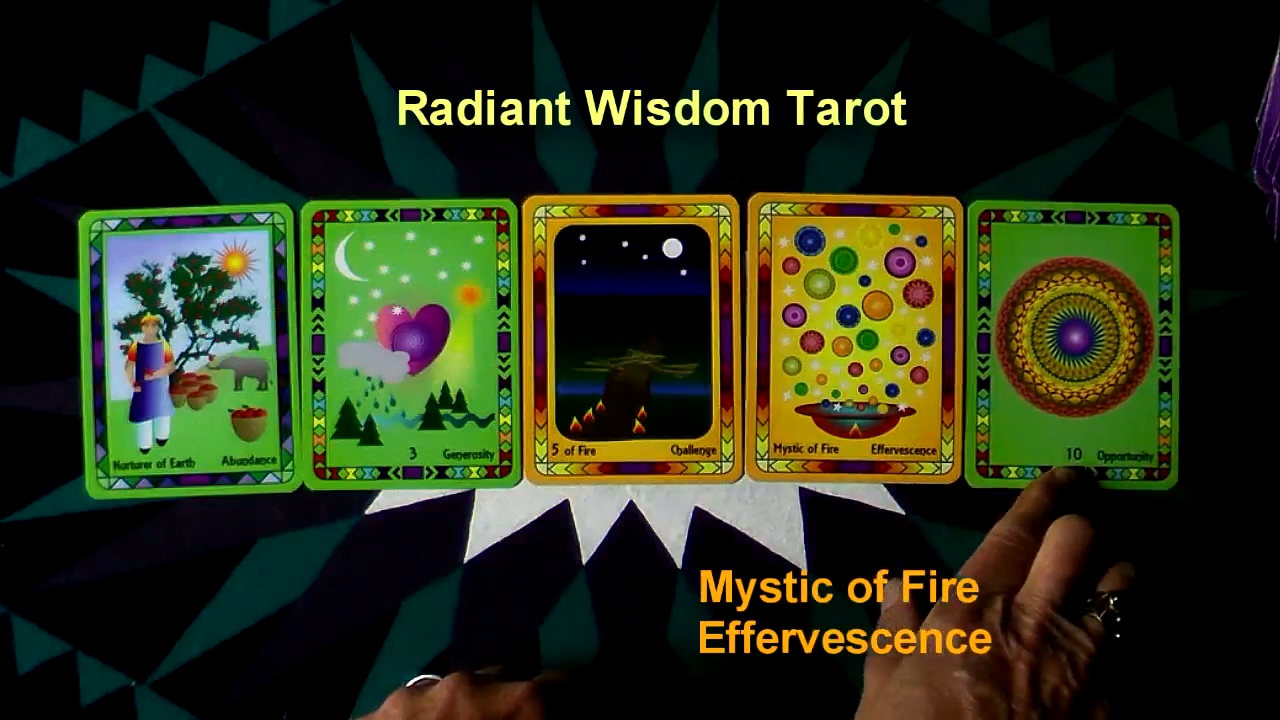 Radiant Wisdom Tarot
Nurturer of Earth Abundance
3 Generosity
5 of Fire Challenge
Mystic of Fire Effervescence
10 Opportunity
Mystic of Fire
Effervescence